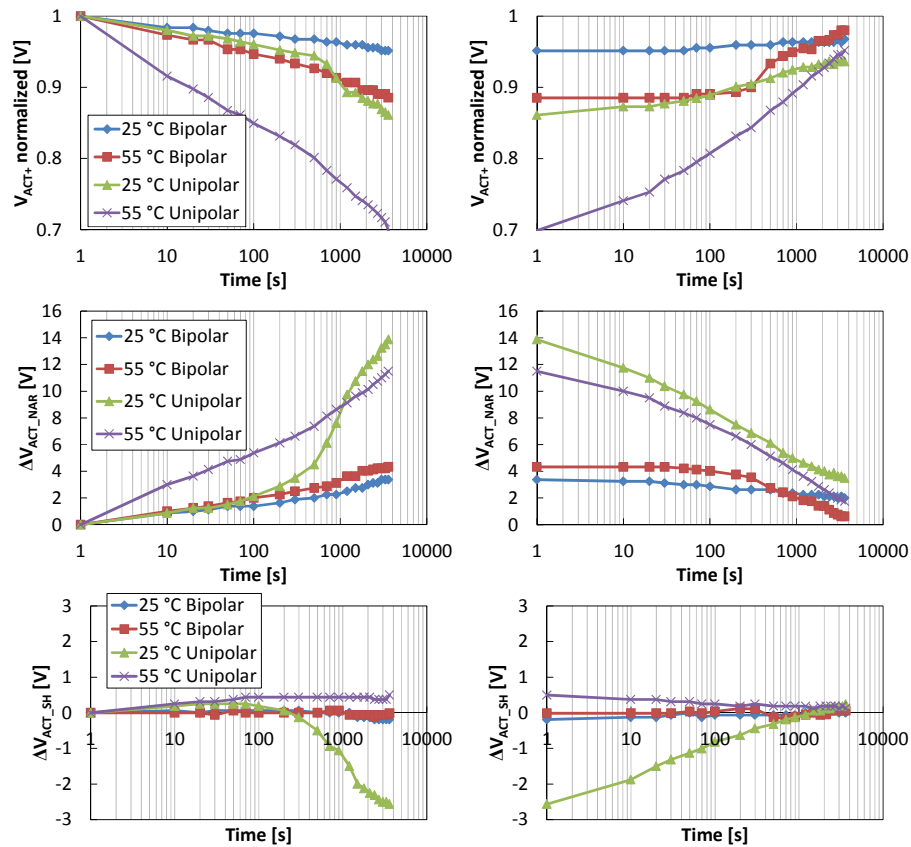 V_ACT+ normalized [V]
1
0.9
0.8
0.7
25 °C Bipolar
55 °C Bipolar
25 °C Unipolar
55 °C Unipolar
1 10 100 1000 10000
Time [s]
V_ACT+ normalized [V]
1
0.9
0.8
0.7
1 10 100 1000 10000
Time [s]
ΔV_ACT_NAR [V]
16
14
12
10
8
6
4
2
0
25 °C Bipolar
55 °C Bipolar
25 °C Unipolar
55 °C Unipolar
1 10 100 1000 10000
Time [s]
ΔV_ACT_NAR [V]
16
14
12
10
8
6
4
2
0
1 10 100 1000 10000
Time [s]
ΔV_ACT_SH [V]
3
2
1
0
-1
-2
-3
25 °C Bipolar
55 °C Bipolar
25 °C Unipolar
55 °C Unipolar
1 10 100 1000 10000
Time [s]
ΔV_ACT_SH [V]
3
2
1
0
-1
-2
-3
1 10 100 1000 10000
Time [s]